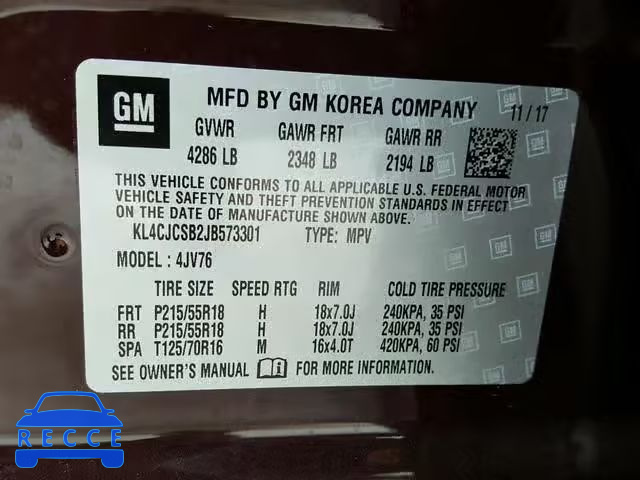 GM
MFD BY GM KOREA COMPANY 11/17
GVWR GAWR FRT GAWR RR
4286 LB 2348 LB 2194 LB
THIS VEHICLE CONFORMS TO ALL APPLICABLE U.S. FEDERAL MOTOR
VEHICLE SAFETY AND THEFT PREVENTION STANDARDS IN EFFECT
ON THE DATE OF MANUFACTURE SHOWN ABOVE.
KL4CJCSB2JB573301 TYPE: MPV
MODEL: 4JV76
TIRE SIZE SPEED RTG RIM COLD TIRE PRESSURE
FRT P215/55R18 H 18x7.0J 240KPA, 35 PSI
RR P215/55R18 H 18x7.0J 240KPA, 35 PSI
SPA T125/70R16 M 16x4.0T 420KPA, 60 PSI
SEE OWNER'S MANUAL FOR MORE INFORMATION.
RECCE